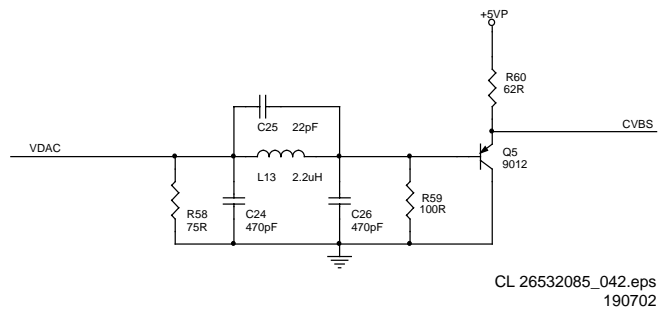 +5VP
R60
62R
C25 22pF
CVBS
VDAC
Q5
9012
L13 2.2uH
R59
100R
R58
75R
C24
470pF
C26
470pF
CL 26532085_042.eps
190702